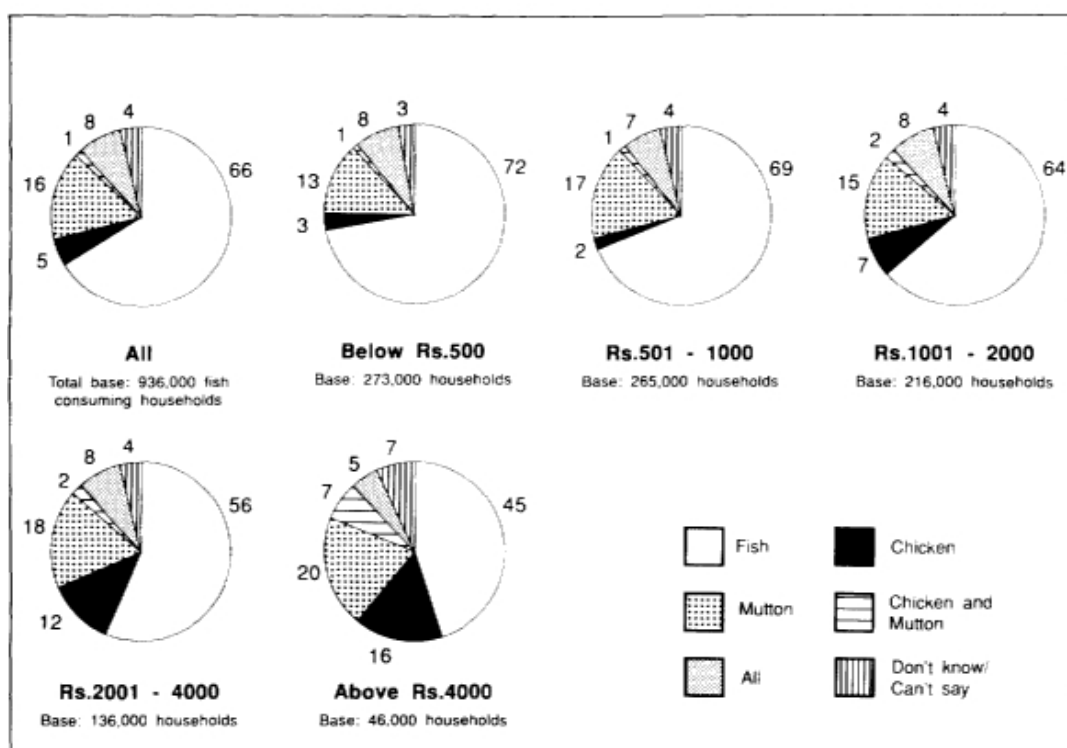 4
8
1
16
66
5
All
Total base: 936,000 fish
consuming households
3
8
1
13
72
3
Below Rs.500
Base: 273,000 households
4
7
1
17
69
2
Rs.501 - 1000
Base: 265,000 households
4
8
2
15
64
7
Rs.1001 - 2000
Base: 216,000 households
4
8
2
18
56
12
Rs.2001 - 4000
Base: 136,000 households
7
5
7
45
20
16
Above Rs.4000
Base: 46,000 households
Fish
Chicken
Mutton
Chicken and
Mutton
All
Don't know/
Can't say